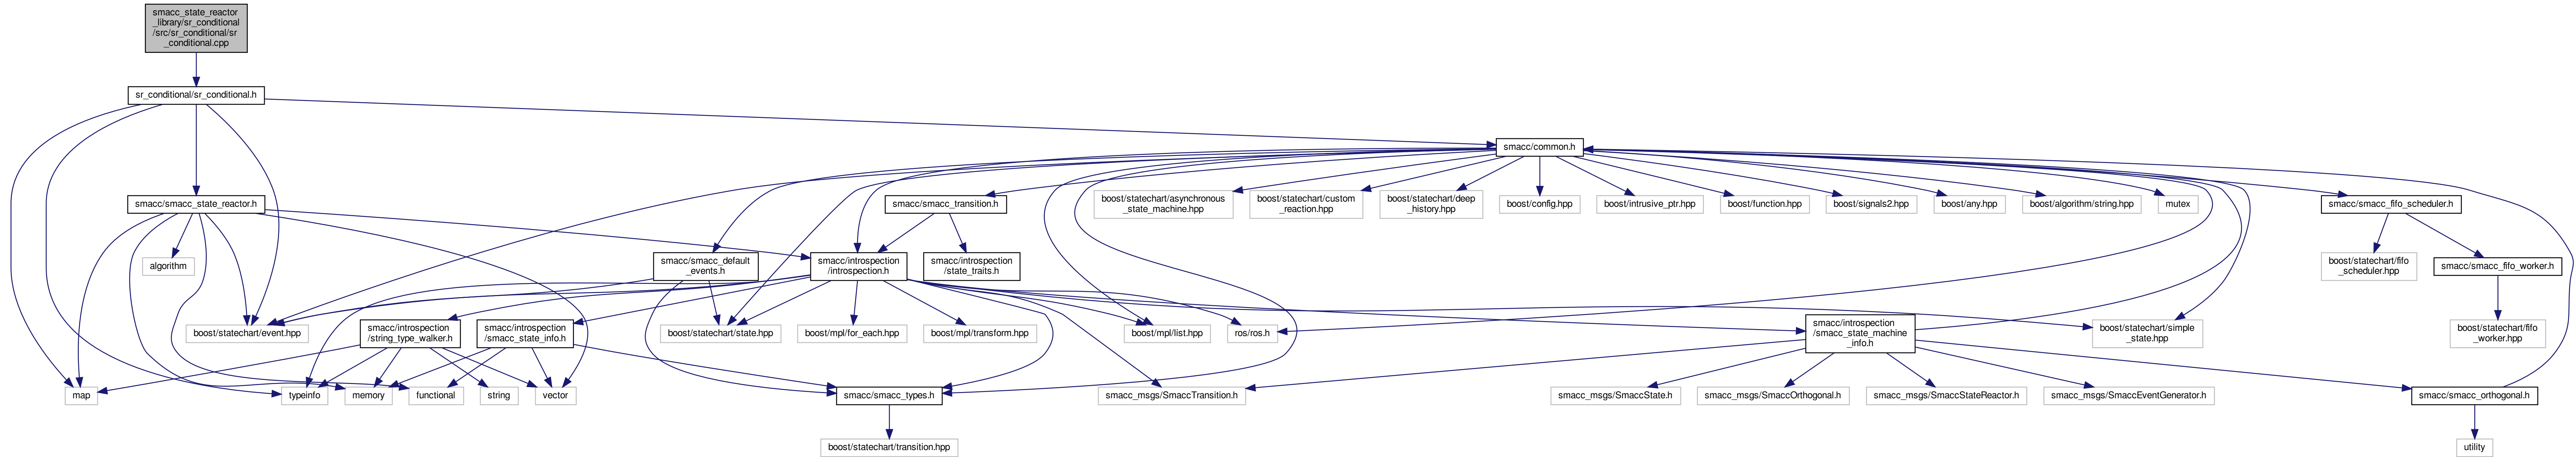 smacc_state_reactor
_library/sr_conditional
/src/sr_conditional/sr
_conditional.cpp
sr_conditional/sr_conditional.h
smacc/common.h
smacc/smacc_state_reactor.h
smacc/smacc_transition.h
boost/statechart/asynchronous
_state_machine.hpp
boost/statechart/custom
_reaction.hpp
boost/statechart/deep
_history.hpp
boost/config.hpp
boost/intrusive_ptr.hpp
boost/function.hpp
boost/signals2.hpp
boost/any.hpp
boost/algorithm/string.hpp
mutex
smacc/smacc_fifo_scheduler.h
algorithm
smacc/smacc_default
_events.h
smacc/introspection
/introspection.h
smacc/introspection
/state_traits.h
boost/statechart/fifo
_scheduler.hpp
smacc/smacc_fifo_worker.h
boost/statechart/event.hpp
smacc/introspection
/string_type_walker.h
smacc/introspection
/smacc_state_info.h
boost/statechart/state.hpp
boost/mpl/for_each.hpp
boost/mpl/transform.hpp
boost/mpl/list.hpp
ros/ros.h
smacc/introspection
/smacc_state_machine
_info.h
boost/statechart/simple
_state.hpp
boost/statechart/fifo
_worker.hpp
map
typeinfo
memory
functional
string
vector
smacc/smacc_types.h
smacc_msgs/SmaccTransition.h
smacc_msgs/SmaccState.h
smacc_msgs/SmaccOrthogonal.h
smacc_msgs/SmaccStateReactor.h
smacc_msgs/SmaccEventGenerator.h
smacc/smacc_orthogonal.h
boost/statechart/transition.hpp
utility